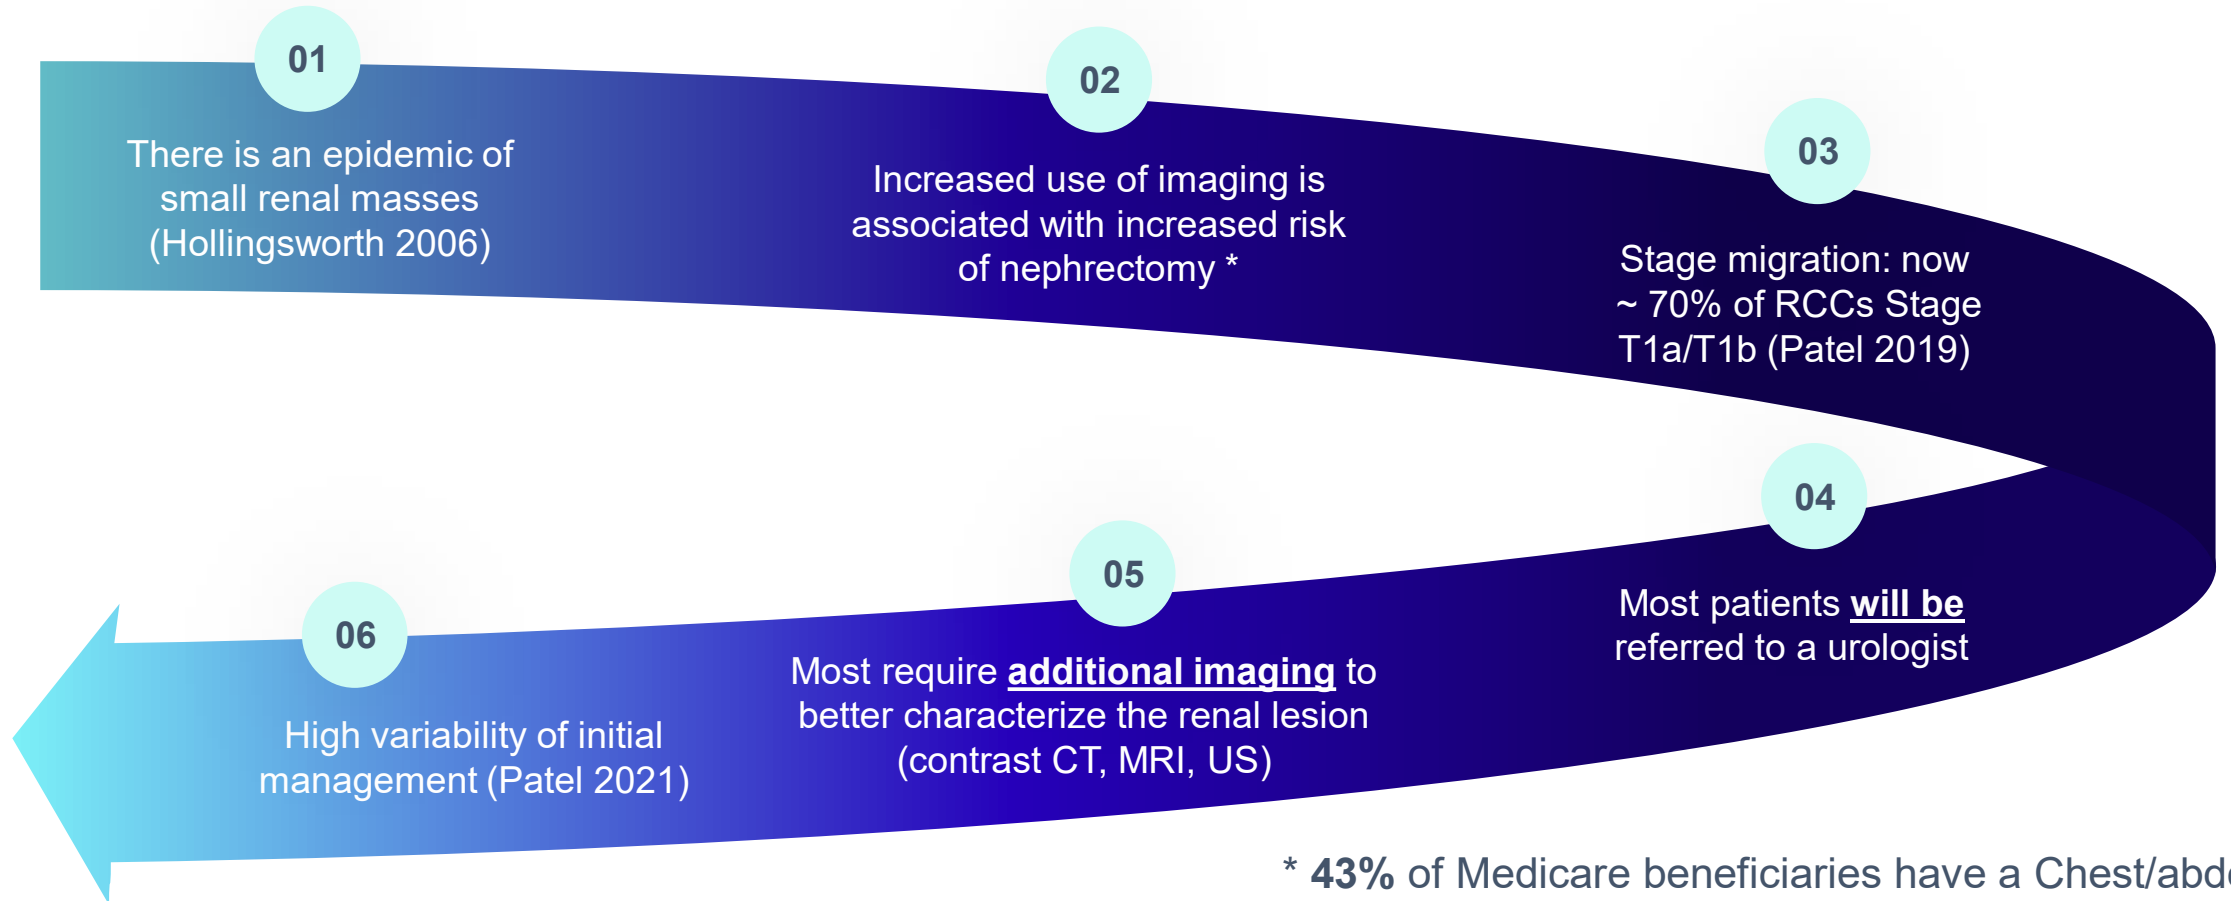 01
There is an epidemic of
small renal masses
(Hollingsworth 2006)
02
Increased use of imaging is
associated with increased risk
of nephrectomy *
03
Stage migration: now
~ 70% of RCCs Stage
T1a/T1b (Patel 2019)
04
Most patients will be
referred to a urologist
05
Most require additional imaging to
better characterize the renal lesion
(contrast CT, MRI, US)
06
High variability of initial
management (Patel 2021)
* 43% of Medicare beneficiaries have a